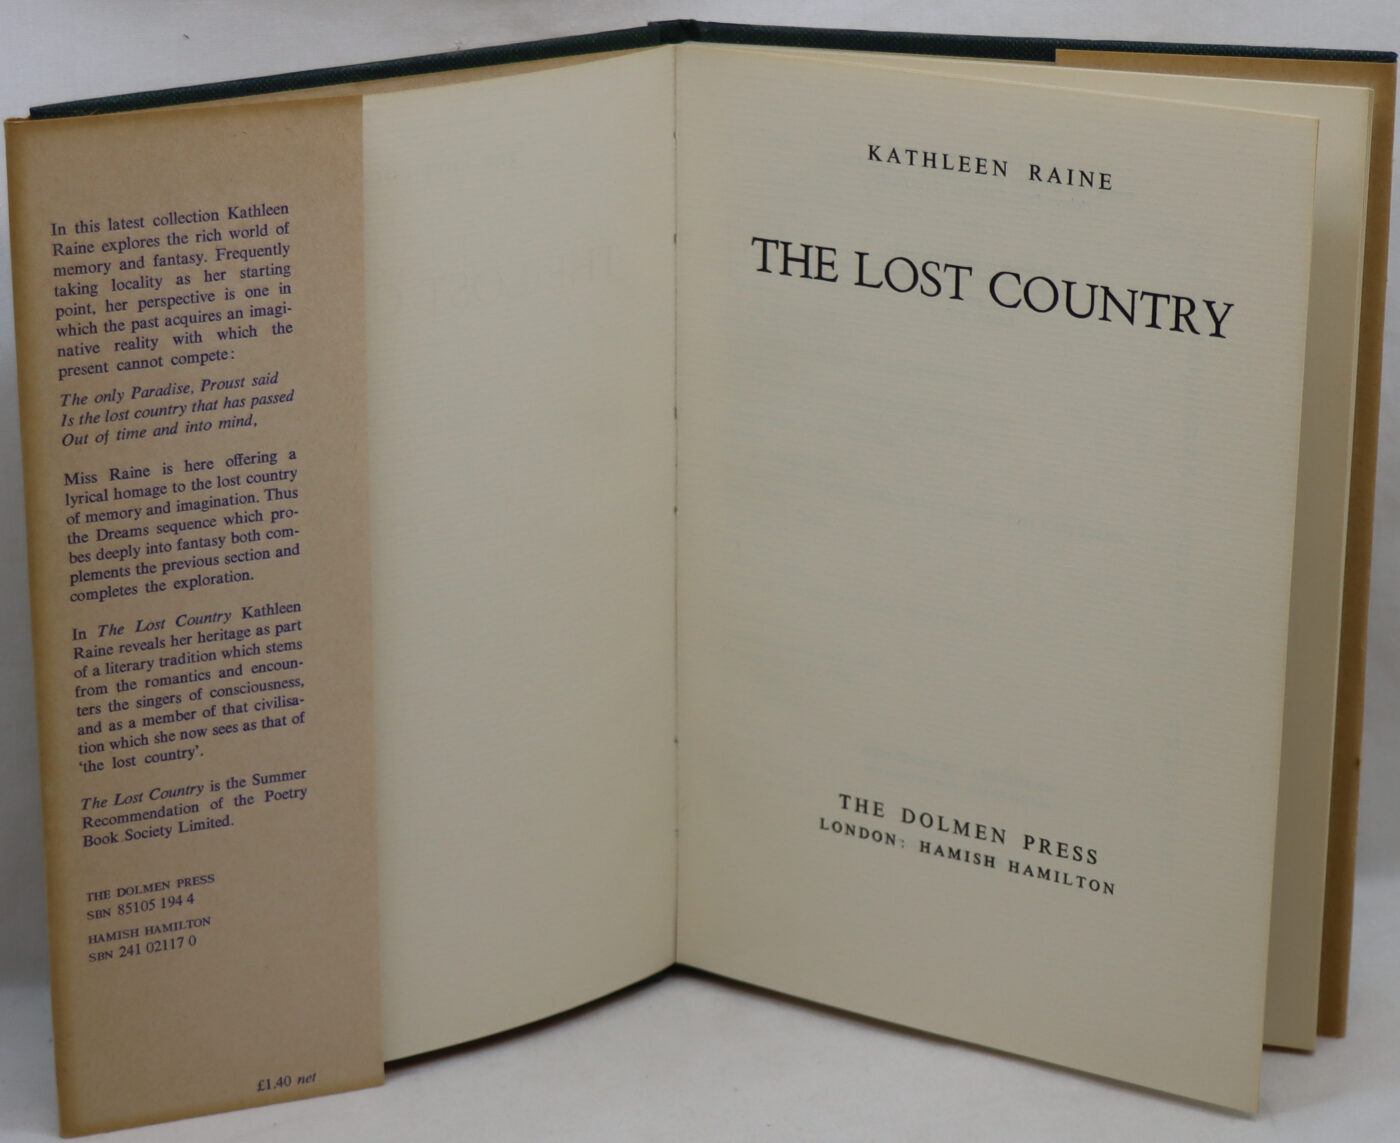 In this latest collection Kathleen
Raine explores the rich world of
memory and fantasy. Frequently
taking locality as her starting
point, her perspective is one in
which the past acquires an imagi-
native reality with which the
present cannot compete:
The only Paradise, Proust said
Is the lost country that has passed
Out of time and into mind,
Miss Raine is here offering a
lyrical homage to the lost country
of memory and imagination. Thus
the Dreams sequence which pro-
bes deeply into fantasy both com-
plements the previous section and
completes the exploration.
In The Lost Country Kathleen
Raine reveals her heritage as part
of a literary tradition which stems
from the romantics and encoun-
ters the singers of consciousness,
and as a member of that civilisa-
tion which she now sees as that of
'the lost country'.
The Lost Country is the Summer
Recommendation of the Poetry
Book Society Limited.
THE DOLMEN PRESS
SBN 85105 194 4
HAMISH HAMILTON
SBN 241 02117 0
£1.40 net
KATHLEEN RAINE
THE LOST COUNTRY
THE DOLMEN PRESS
LONDON: HAMISH HAMILTON